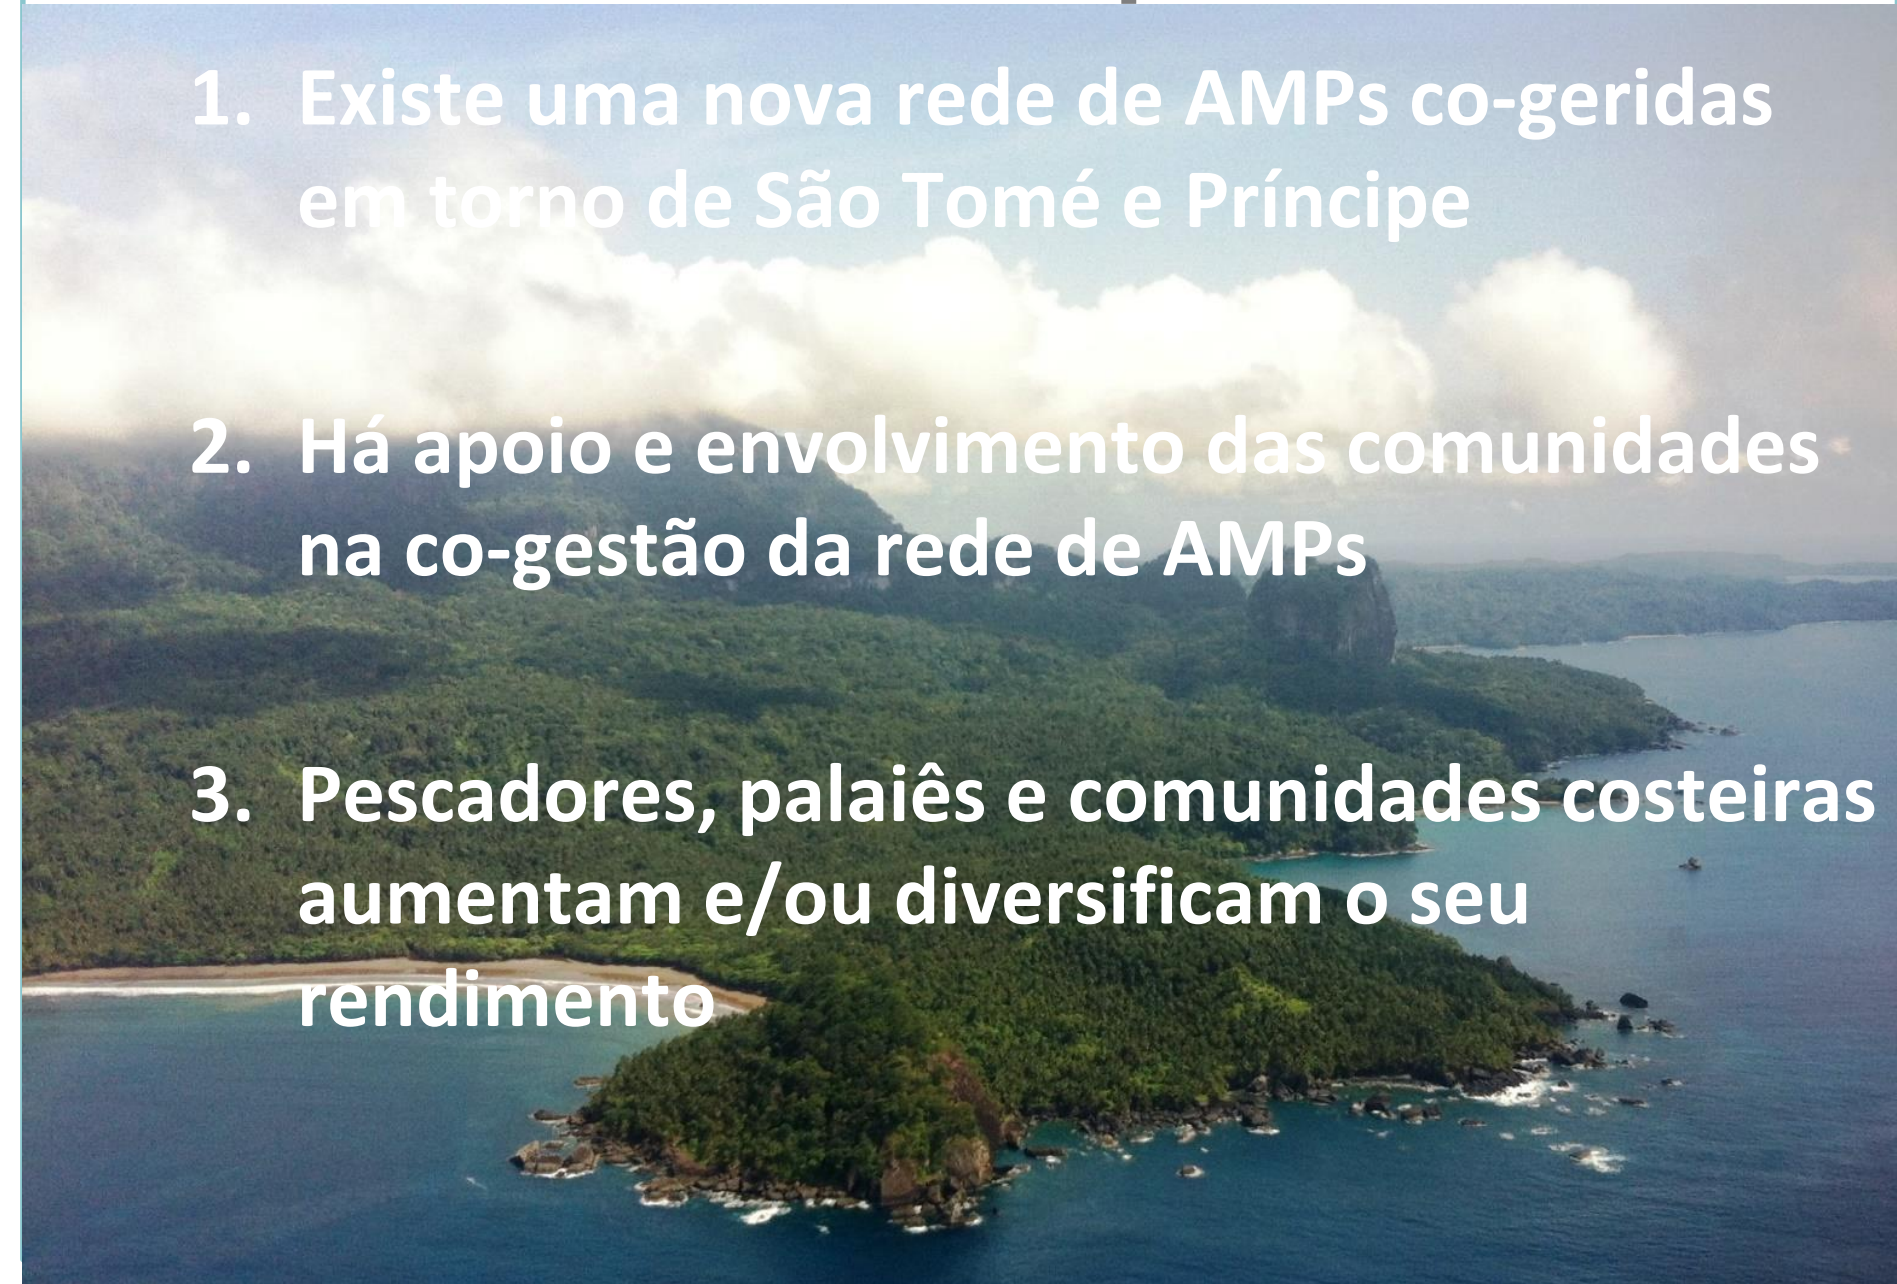 1. Existe uma nova rede de AMPs co-geridas
em torno de São Tomé e Príncipe
2. Há apoio e envolvimento das comunidades
na co-gestão da rede de AMPs
3. Pescadores, palaiês e comunidades costeiras
aumentam e/ou diversificam o seu
rendimento